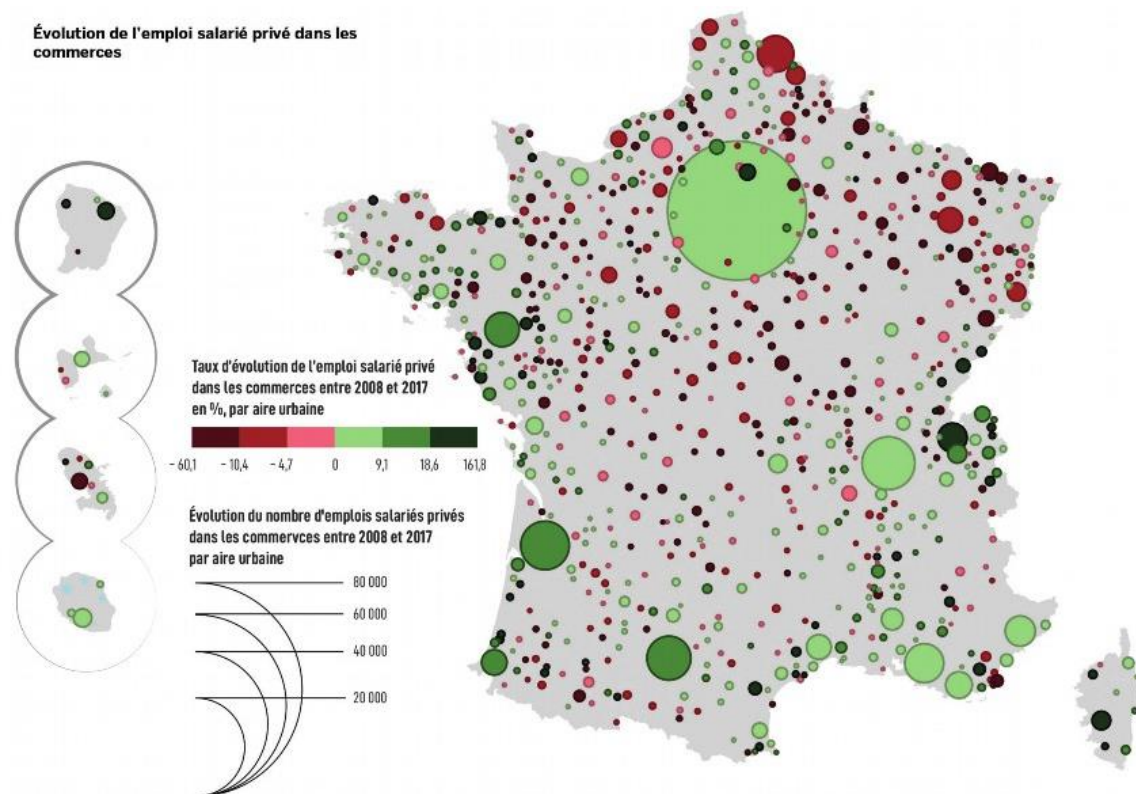 Évolution de l'emploi salarié privé dans les
commerces
Taux d'évolution de l'emploi salarié privé
dans les commerces entre 2008 et 2017
en %, par aire urbaine
- 60,1 - 10,4 - 4,7 0 9,1 18,6 161,8
Évolution du nombre d'emplois salariés privés
dans les commervces entre 2008 et 2017
par aire urbaine
80 000
60 000
40 000
20 000